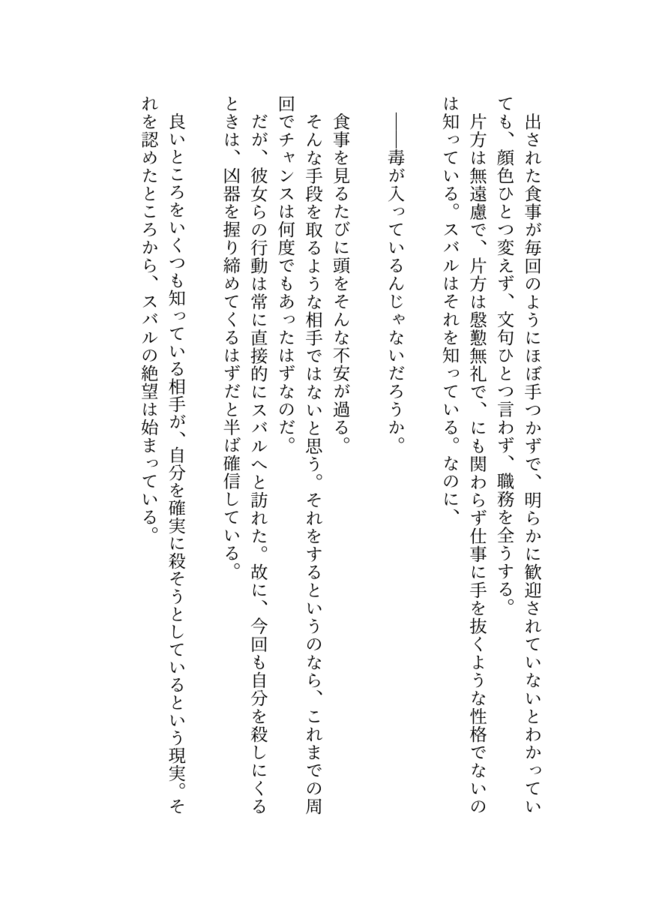 出された食事が毎回のようにほぼ手つかずで、明らかに歓迎されていないとわかってい
ても、顔色ひとつ変えず、文句ひとつ言わず、職務を全うする。
片方は無遠慮で、片方は慇懃無礼で、にも関わらず仕事に手を抜くような性格でないの
は知っている。スバルはそれを知っている。なのに、
――毒が入っているんじゃないだろうか。
食事を見るたびに頭をそんな不安が過る。
そんな手段を取るような相手ではないと思う。それをするというのなら、これまでの周
回でチャンスは何度でもあったはずなのだ。
だが、彼女らの行動は常に直接的にスバルへと訪れた。故に、今回も自分を殺しにくる
ときは、凶器を握り締めてくるはずだと半ば確信している。
良いところをいくつも知っている相手が、自分を確実に殺そうとしているという現実。そ
れを認めたところから、スバルの絶望は始まっている。